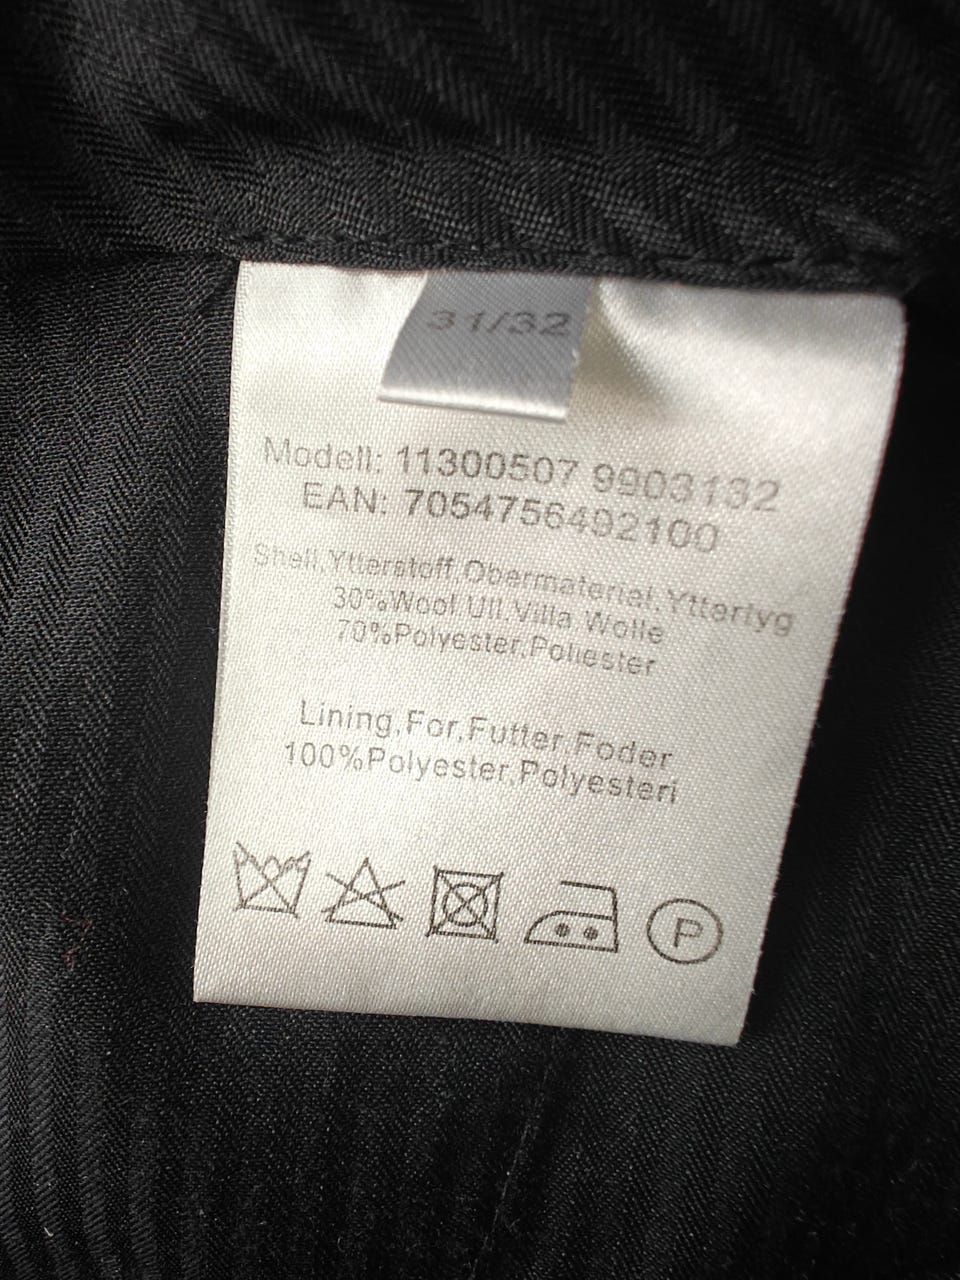 31/32
Modell: 11300507 9903132
EAN: 7054756492100
Shell,Ytterstoff,Obermaterial,Yttertyg
30%Wool,Ull,Villa,Wolle
70%Polyester,Poliester
Lining,For,Futter,Foder
100%Polyester,Polyesteri
P